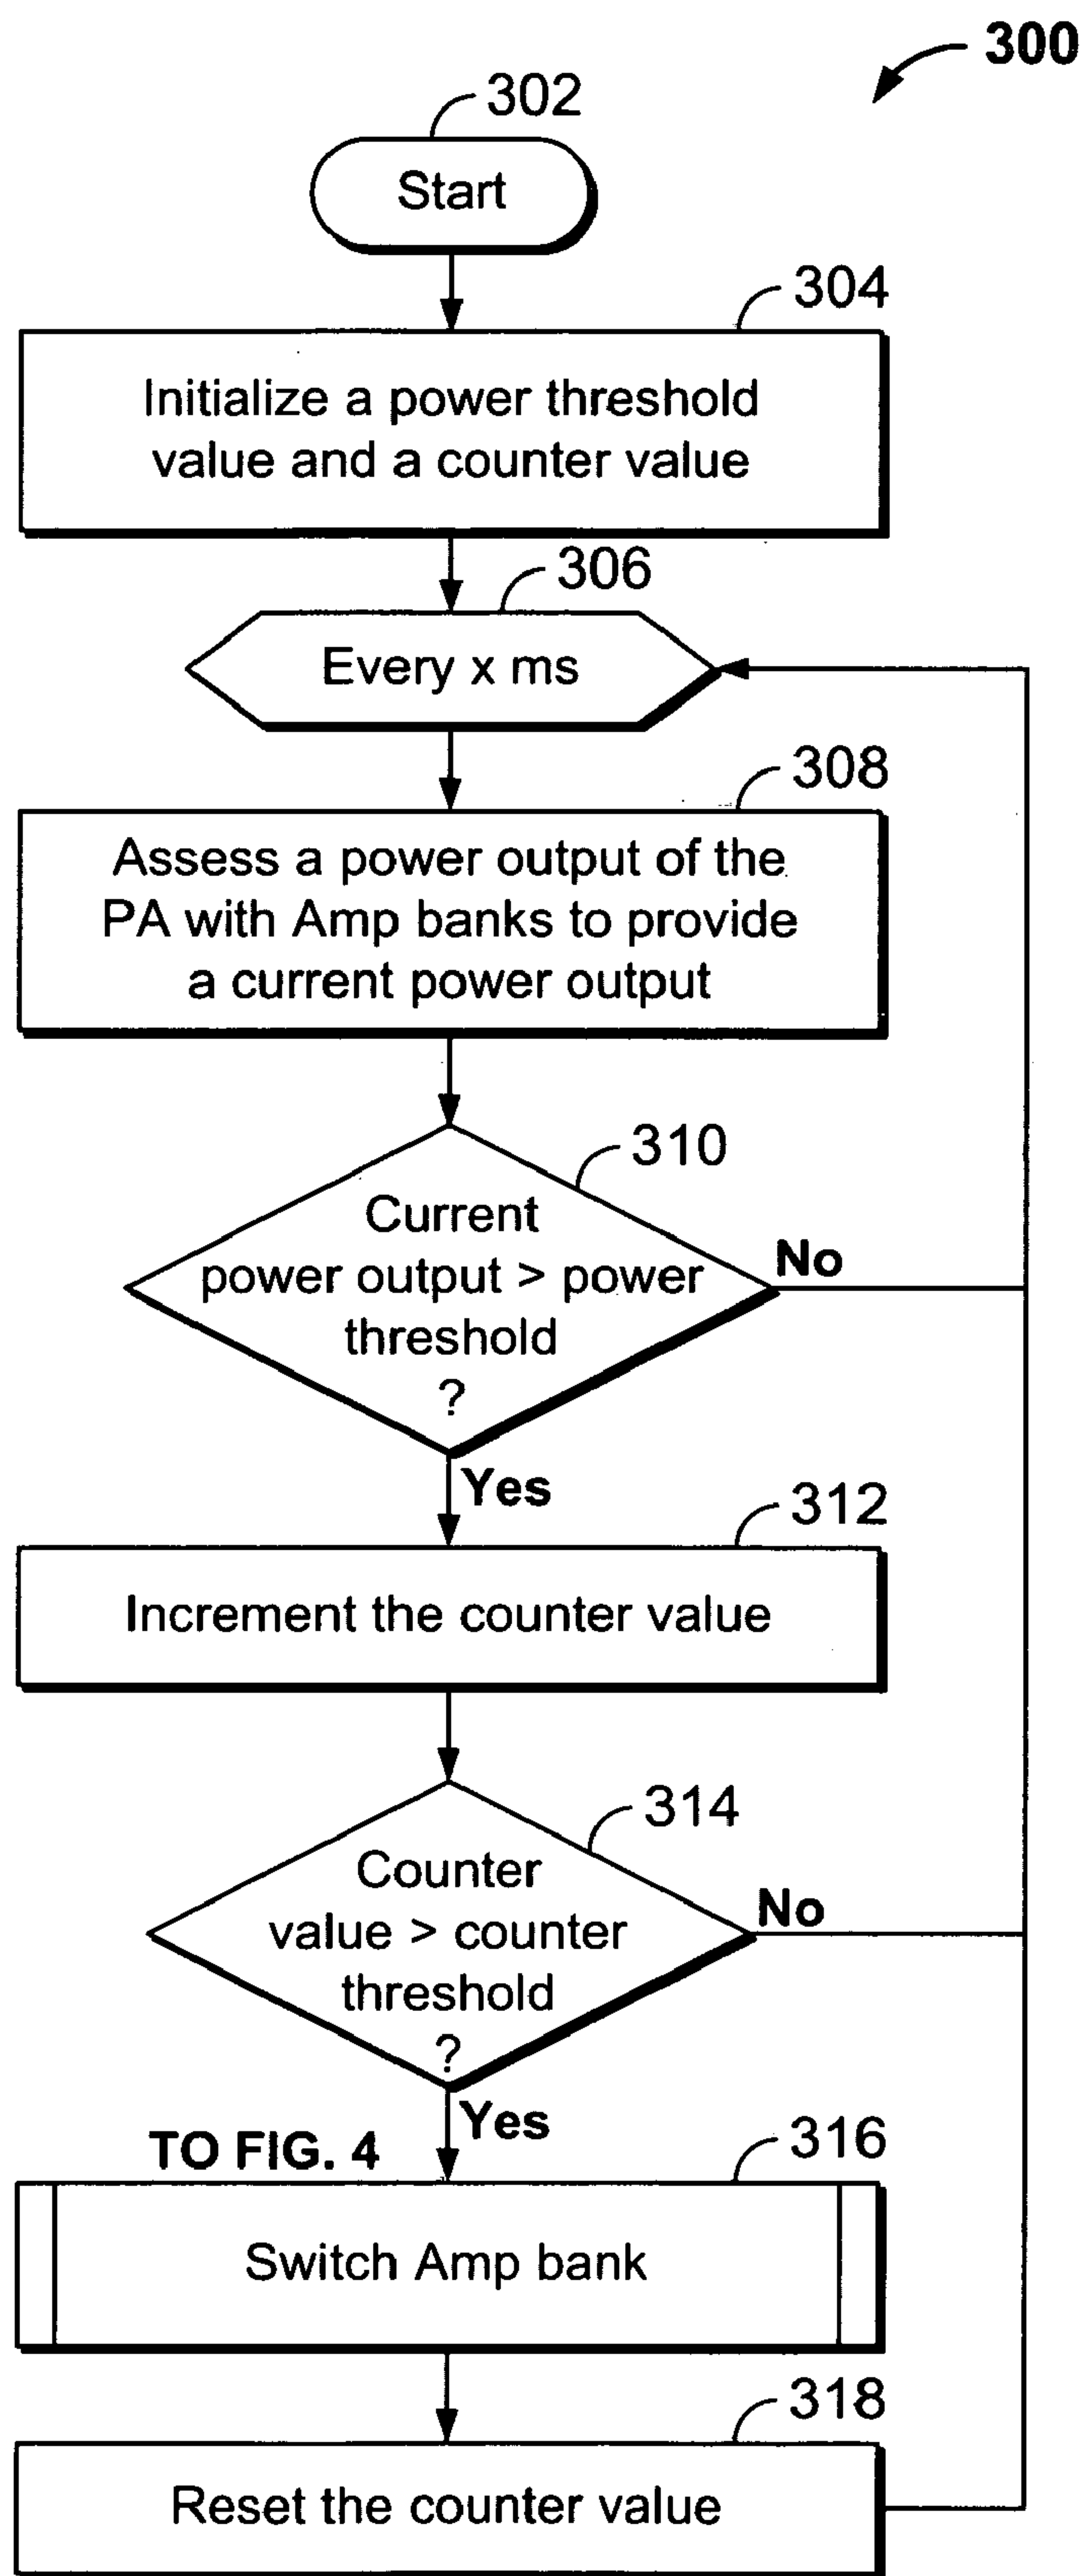 300
302
Start
304
Initialize a power threshold
value and a counter value
306
Every x ms
308
Assess a power output of the
PA with Amp banks to provide
a current power output
310
Current
power output > power
threshold
?
No
Yes
312
Increment the counter value
314
Counter
value > counter
threshold
?
No
Yes
TO FIG. 4
316
Switch Amp bank
318
Reset the counter value